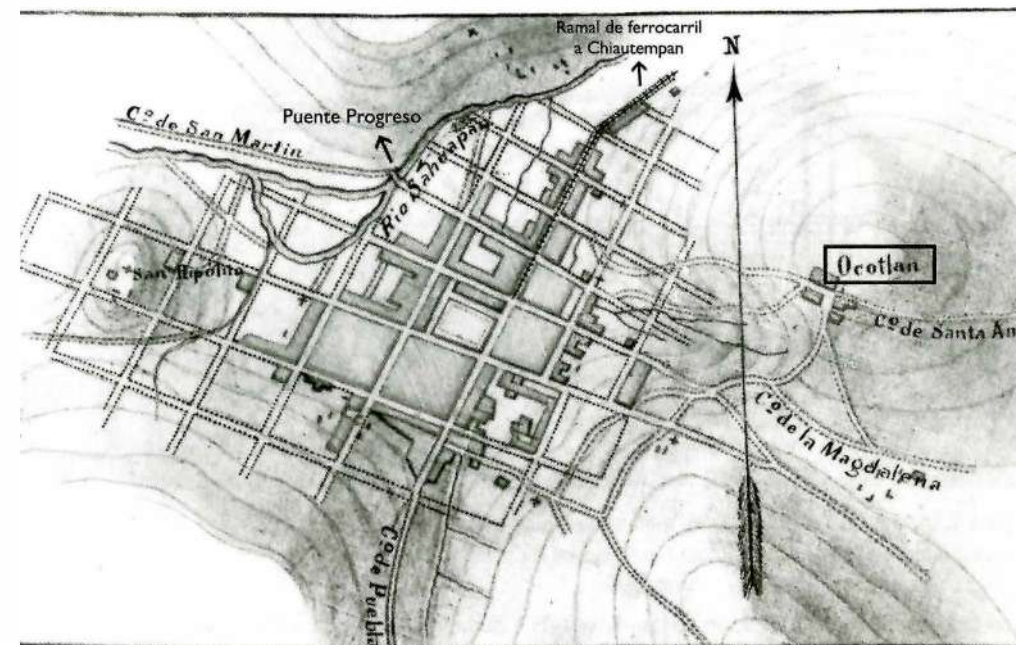 Ramal de ferrocarril
a Chiautempan
N
Puente Progreso
Cº de San Martin
Rio Sahuapan
San Hipolito
Ocotlan
Cº de Santa An
Cº de la Magdalena
Cº de Puebla